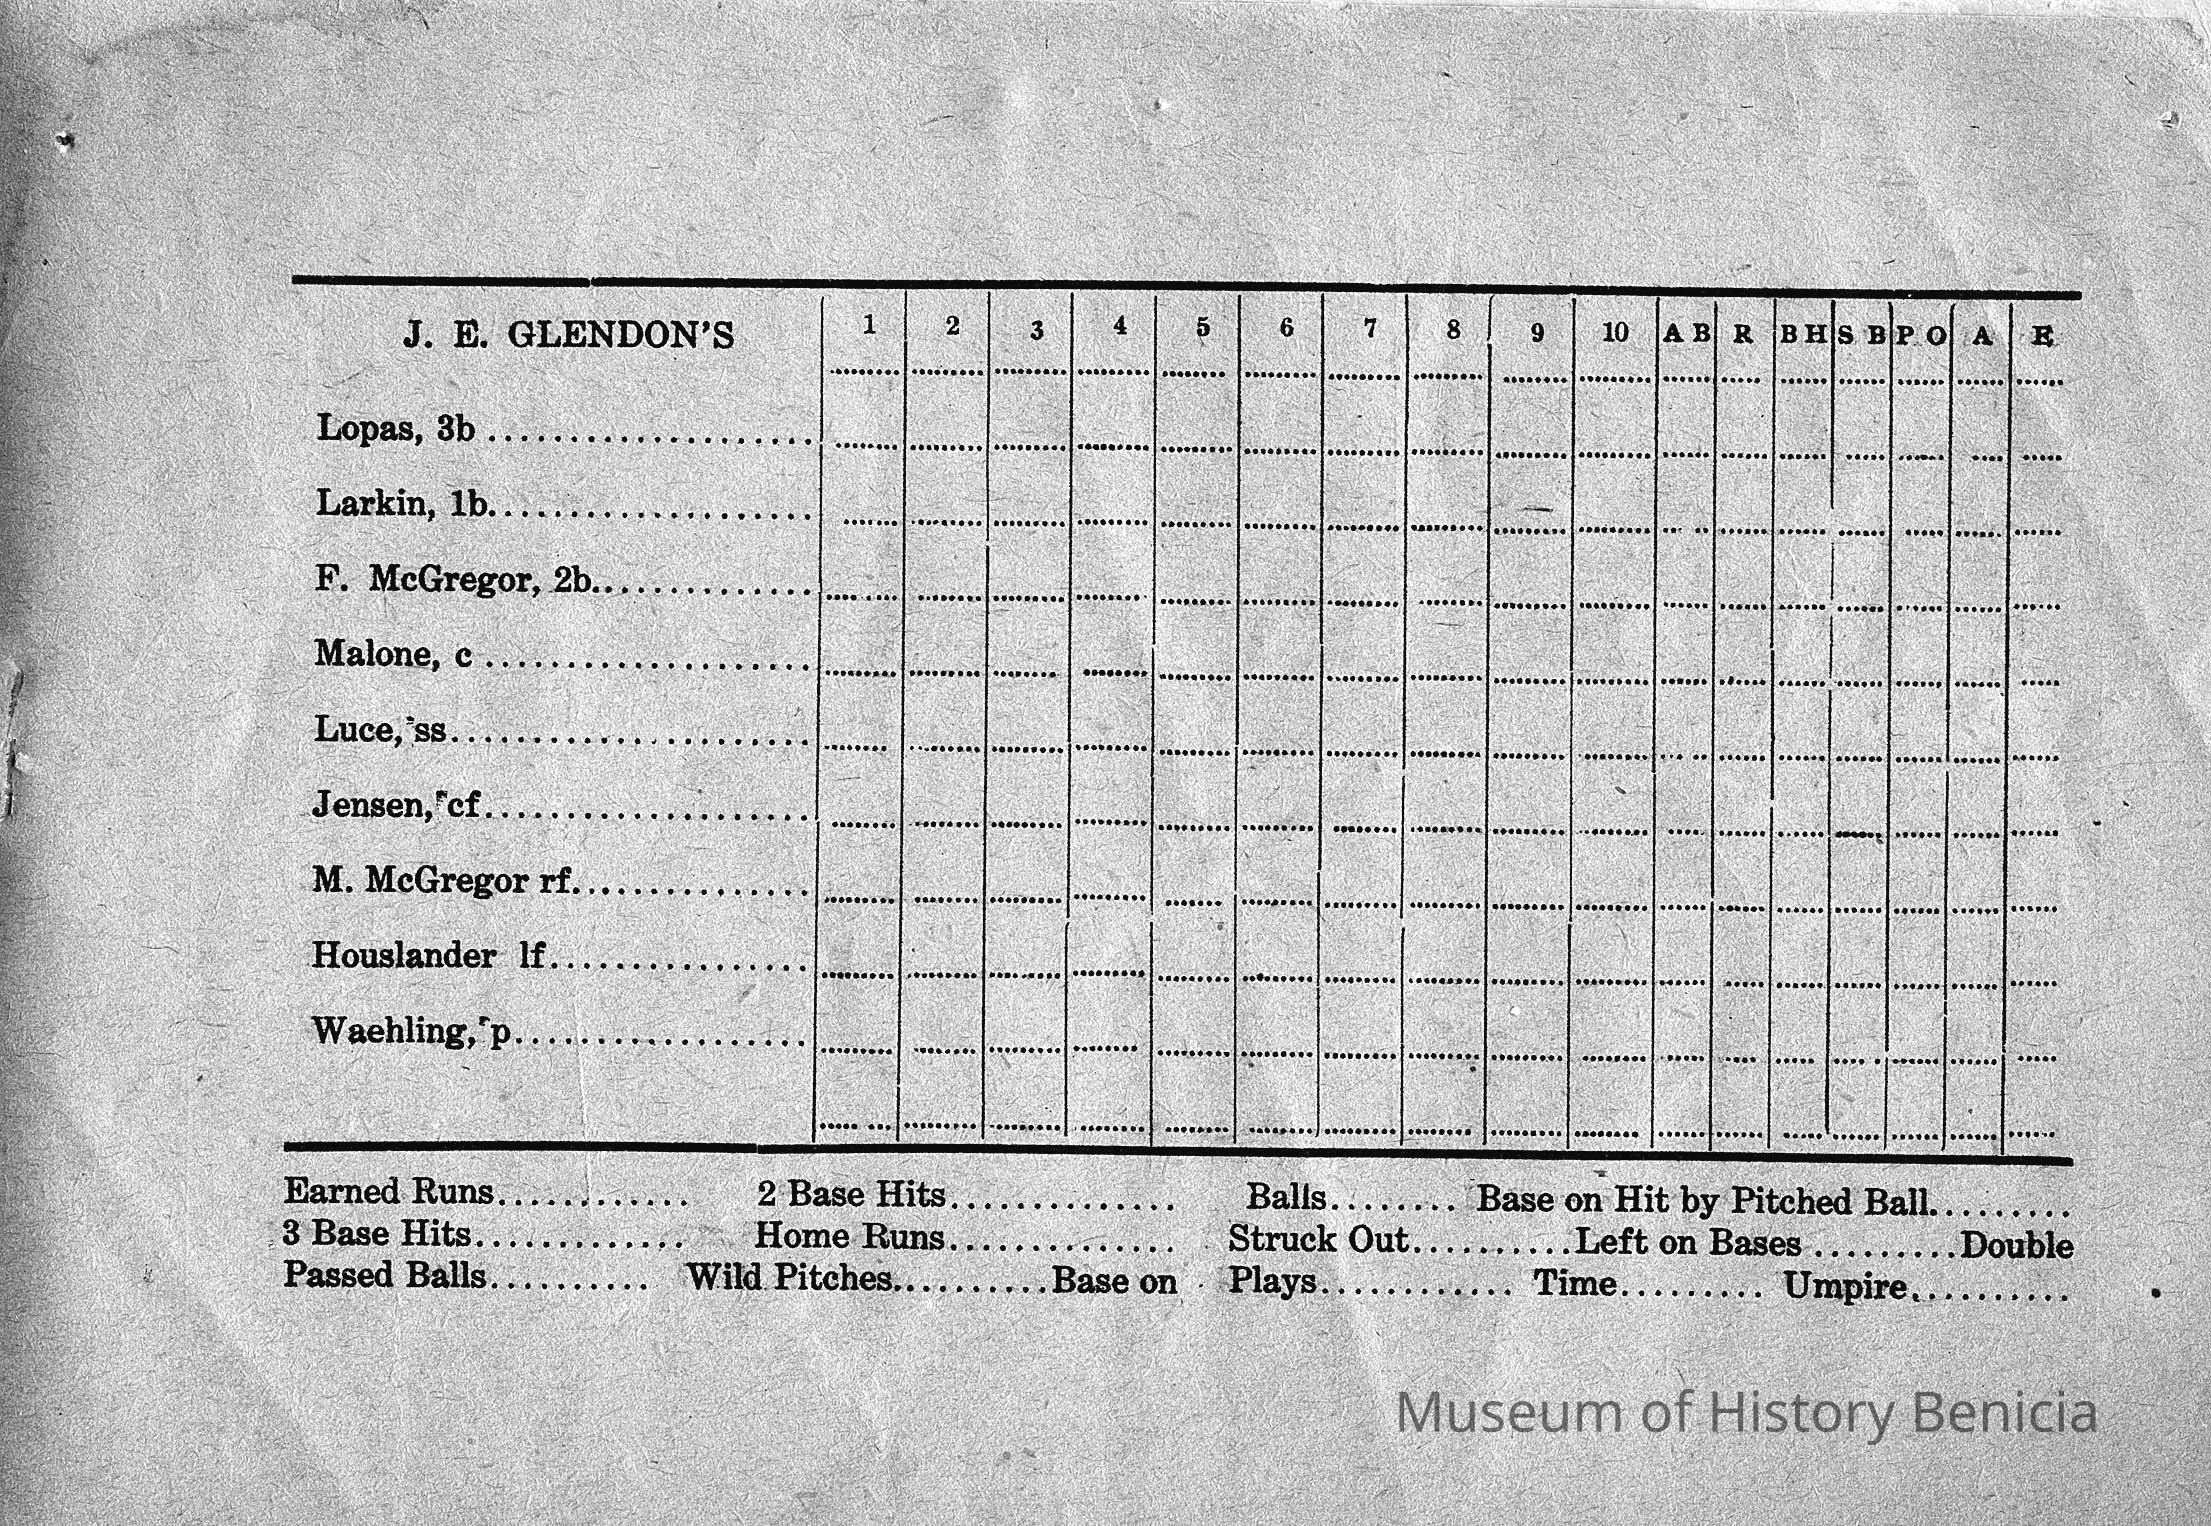 J. E. GLENDON'S 1 2 3 4 5 6 7 8 9 10 A B R B H S B P O A E
Lopas, 3b ....................
Larkin, 1b....................
F. McGregor, 2b..............
Malone, c ....................
Luce, ss......................
Jensen, cf....................
M. McGregor rf...............
Houslander lf................
Waehling, p..................
Earned Runs............ 2 Base Hits.............. Balls........ Base on Hit by Pitched Ball.........
3 Base Hits............. Home Runs.............. Struck Out..........Left on Bases .........Double
Passed Balls.......... Wild Pitches..........Base on Plays............ Time......... Umpire..........
Museum of History Benicia